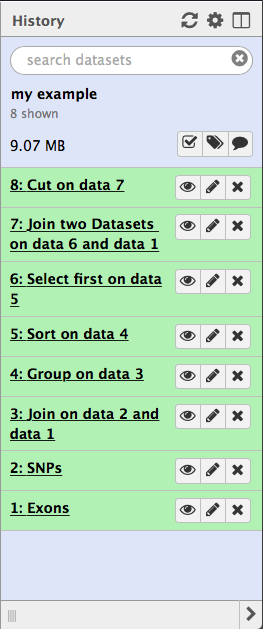 History
search datasets
my example
8 shown
9.07 MB
8: Cut on data 7
7: Join two Datasets
on data 6 and data 1
6: Select first on data
5
5: Sort on data 4
4: Group on data 3
3: Join on data 2 and
data 1
2: SNPs
1: Exons